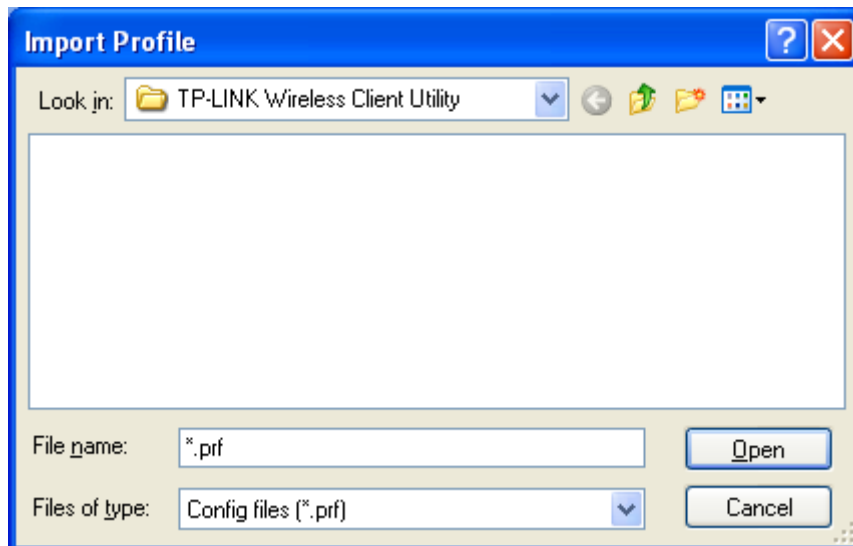 Import Profile
Look in: TP-LINK Wireless Client Utility
File name: *.prf Open
Files of type: Config files (*.prf) Cancel